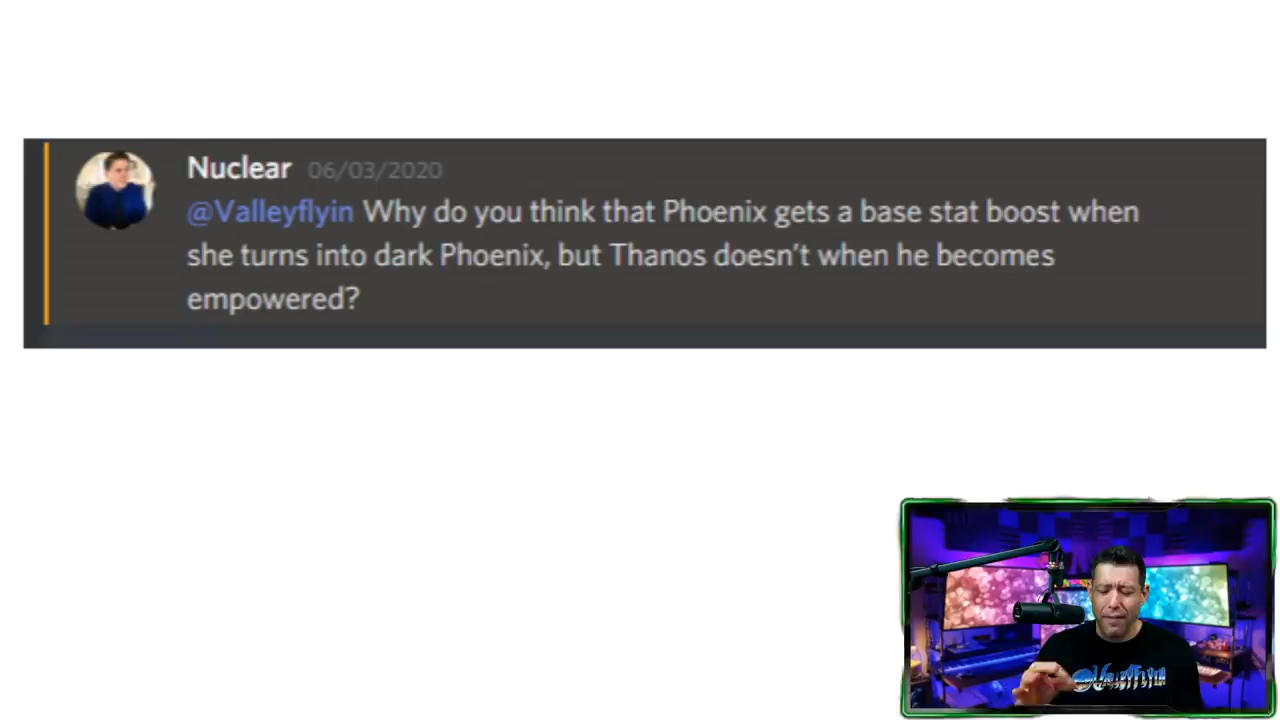 Nuclear 06/03/2020
@Valleyflyin Why do you think that Phoenix gets a base stat boost when
she turns into dark Phoenix, but Thanos doesn't when he becomes
empowered?
VALLEYFLYIN